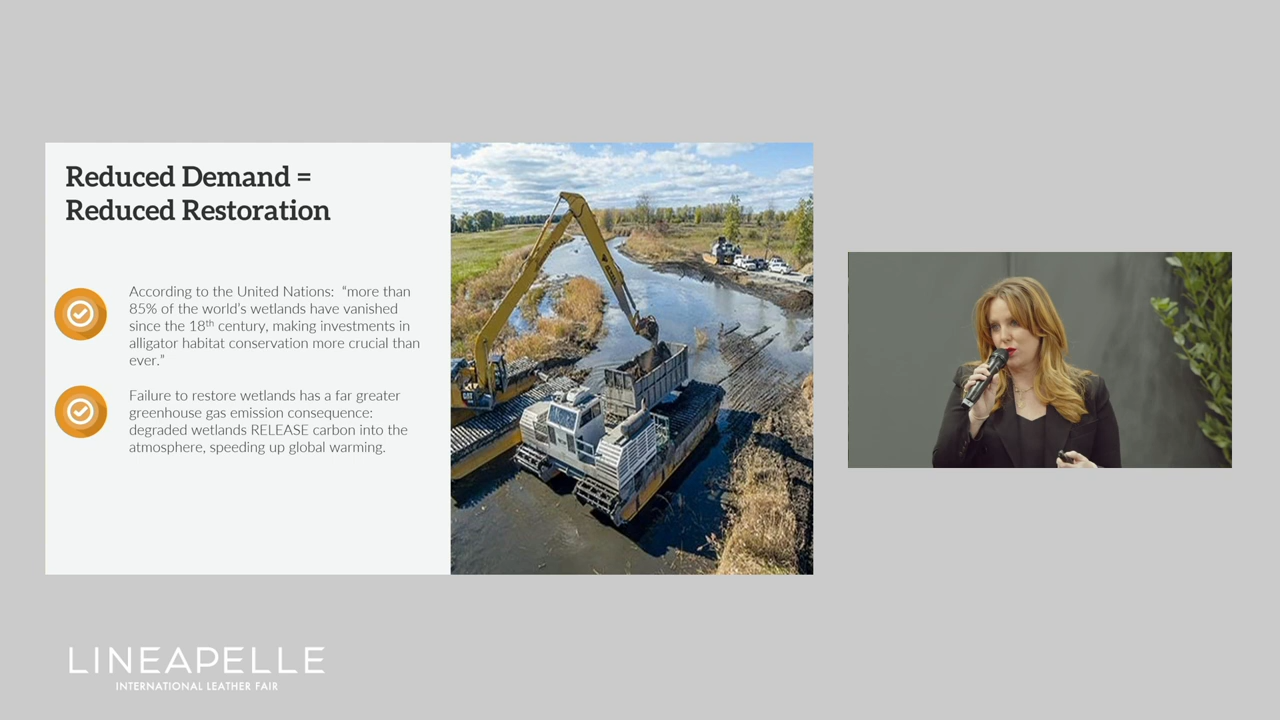 Reduced Demand =
Reduced Restoration
According to the United Nations: “more than
85% of the world’s wetlands have vanished
since the 18th century, making investments in
alligator habitat conservation more crucial than
ever.”
Failure to restore wetlands has a far greater
greenhouse gas emission consequence:
degraded wetlands RELEASE carbon into the
atmosphere, speeding up global warming.
CAT
LINEAPELLE
INTERNATIONAL LEATHER FAIR